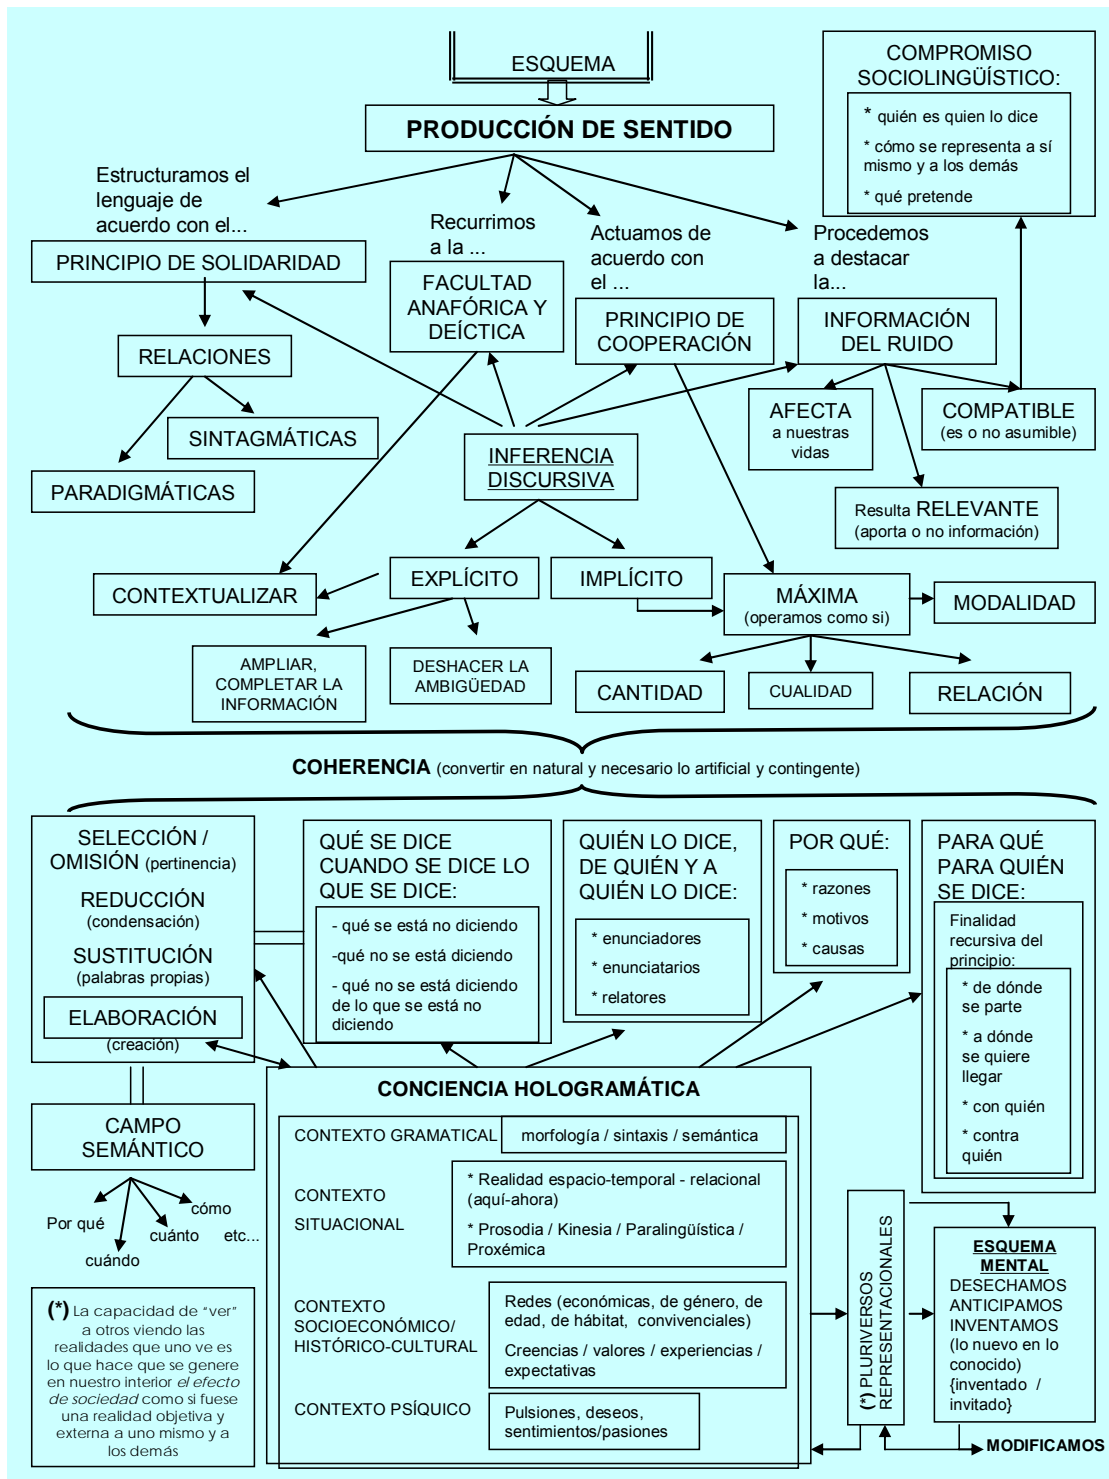 ESQUEMA
PRODUCCIÓN DE SENTIDO
COMPROMISO
SOCIOLINGÜÍSTICO:
* quién es quien lo dice
* cómo se representa a sí
mismo y a los demás
* qué pretende
Estructuramos el
lenguaje de
acuerdo con el...
PRINCIPIO DE SOLIDARIDAD
Recurrimos
a la ...
FACULTAD
ANAFÓRICA Y
DEÍCTICA
Actuamos de
acuerdo con
el ...
PRINCIPIO DE
COOPERACIÓN
Procedemos
a destacar
la...
INFORMACIÓN
DEL RUIDO
RELACIONES
SINTAGMÁTICAS
PARADIGMÁTICAS
INFERENCIA
DISCURSIVA
AFECTA
a nuestras
vidas
COMPATIBLE
(es o no asumible)
Resulta RELEVANTE
(aporta o no información)
CONTEXTUALIZAR
EXPLÍCITO
IMPLÍCITO
MÁXIMA
(operamos como si)
MODALIDAD
AMPLIAR,
COMPLETAR LA
INFORMACIÓN
DESHACER LA
AMBIGÜEDAD
CANTIDAD
CUALIDAD
RELACIÓN
COHERENCIA (convertir en natural y necesario lo artificial y contingente)
SELECCIÓN /
OMISIÓN (pertinencia)
REDUCCIÓN
(condensación)
SUSTITUCIÓN
(palabras propias)
ELABORACIÓN
(creación)
QUÉ SE DICE
CUANDO SE DICE LO
QUE SE DICE:
- qué se está no diciendo
-qué no se está diciendo
- qué no se está diciendo
de lo que se está no
diciendo
QUIÉN LO DICE,
DE QUIÉN Y A
QUIÉN LO DICE:
* enunciadores
* enunciatarios
* relatores
POR QUÉ:
* razones
* motivos
* causas
PARA QUÉ
PARA QUIÉN
SE DICE:
Finalidad
recursiva del
principio:
* de dónde
se parte
* a dónde
se quiere
llegar
* con quién
* contra
quién
CAMPO
SEMÁNTICO
Por qué
cuándo
cuánto
cómo
etc...
CONCIENCIA HOLOGRAMÁTICA
CONTEXTO GRAMATICAL
morfología / sintaxis / semántica
CONTEXTO
SITUACIONAL
* Realidad espacio-temporal - relacional
(aquí-ahora)
* Prosodia / Kinesia / Paralingüística /
Proxémica
CONTEXTO
SOCIOECONÓMICO/
HISTÓRICO-CULTURAL
Redes (económicas, de género, de
edad, de hábitat, convivenciales)
Creencias / valores / experiencias /
expectativas
CONTEXTO PSÍQUICO
Pulsiones, deseos,
sentimientos/pasiones
(*) PLURIVERSOS
REPRESENTACIONALES
ESQUEMA
MENTAL
DESECHAMOS
ANTICIPAMOS
INVENTAMOS
(lo nuevo en lo
conocido)
{inventado /
invitado}
MODIFICAMOS
(*) La capacidad de "ver"
a otros viendo las
realidades que uno ve es
lo que hace que se genere
en nuestro interior el efecto
de sociedad como si fuese
una realidad objetiva y
externa a uno mismo y a
los demás